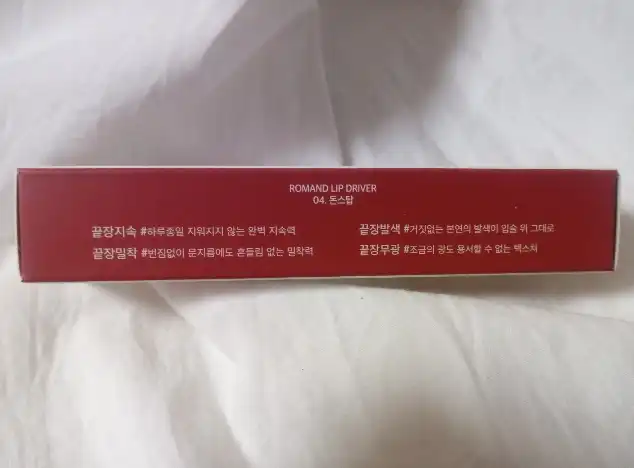 ROMAND LIP DRIVER
04. 돈스탑
끝장지속 #하루종일 지워지지 않는 완벽 지속력
끝장밀착 #번짐없이 문지름에도 흔들림 없는 밀착력
끝장발색 #거짓없는 본연의 발색이 입술 위 그대로
끝장무광 #조금의 광도 용서할 수 없는 텍스쳐